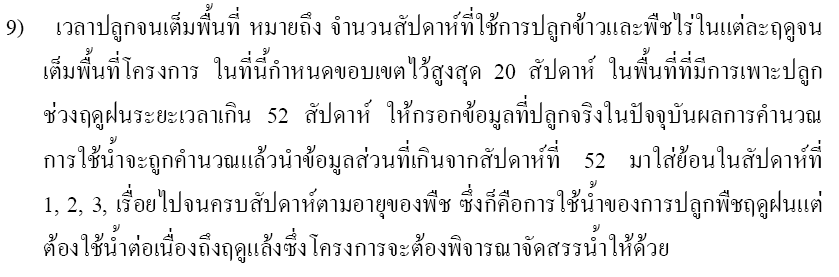 9) เวลาปลูกจนเต็มพื้นที่ หมายถึง จำนวนสัปดาห์ที่ใช้การปลูกข้าวและพืชไร่ในแต่ละฤดูจน
เต็มพื้นที่โครงการ ในที่นี้กำหนดขอบเขตไว้สูงสุด 20 สัปดาห์ ในพื้นที่ที่มีการเพาะปลูก
ช่วงฤดูฝนระยะเวลาเกิน 52 สัปดาห์ ให้กรอกข้อมูลที่ปลูกจริงในปัจจุบันผลการคำนวณ
การใช้น้ำจะถูกคำนวณแล้วนำข้อมูลส่วนที่เกินจากสัปดาห์ที่ 52 มาใส่ย้อนในสัปดาห์ที่
1, 2, 3, เรื่อยไปจนครบสัปดาห์ตามอายุของพืช ซึ่งก็คือการใช้น้ำของการปลูกพืชฤดูฝนแต่
ต้องใช้น้ำต่อเนื่องถึงฤดูแล้งซึ่งโครงการจะต้องพิจารณาจัดสรรน้ำให้ด้วย